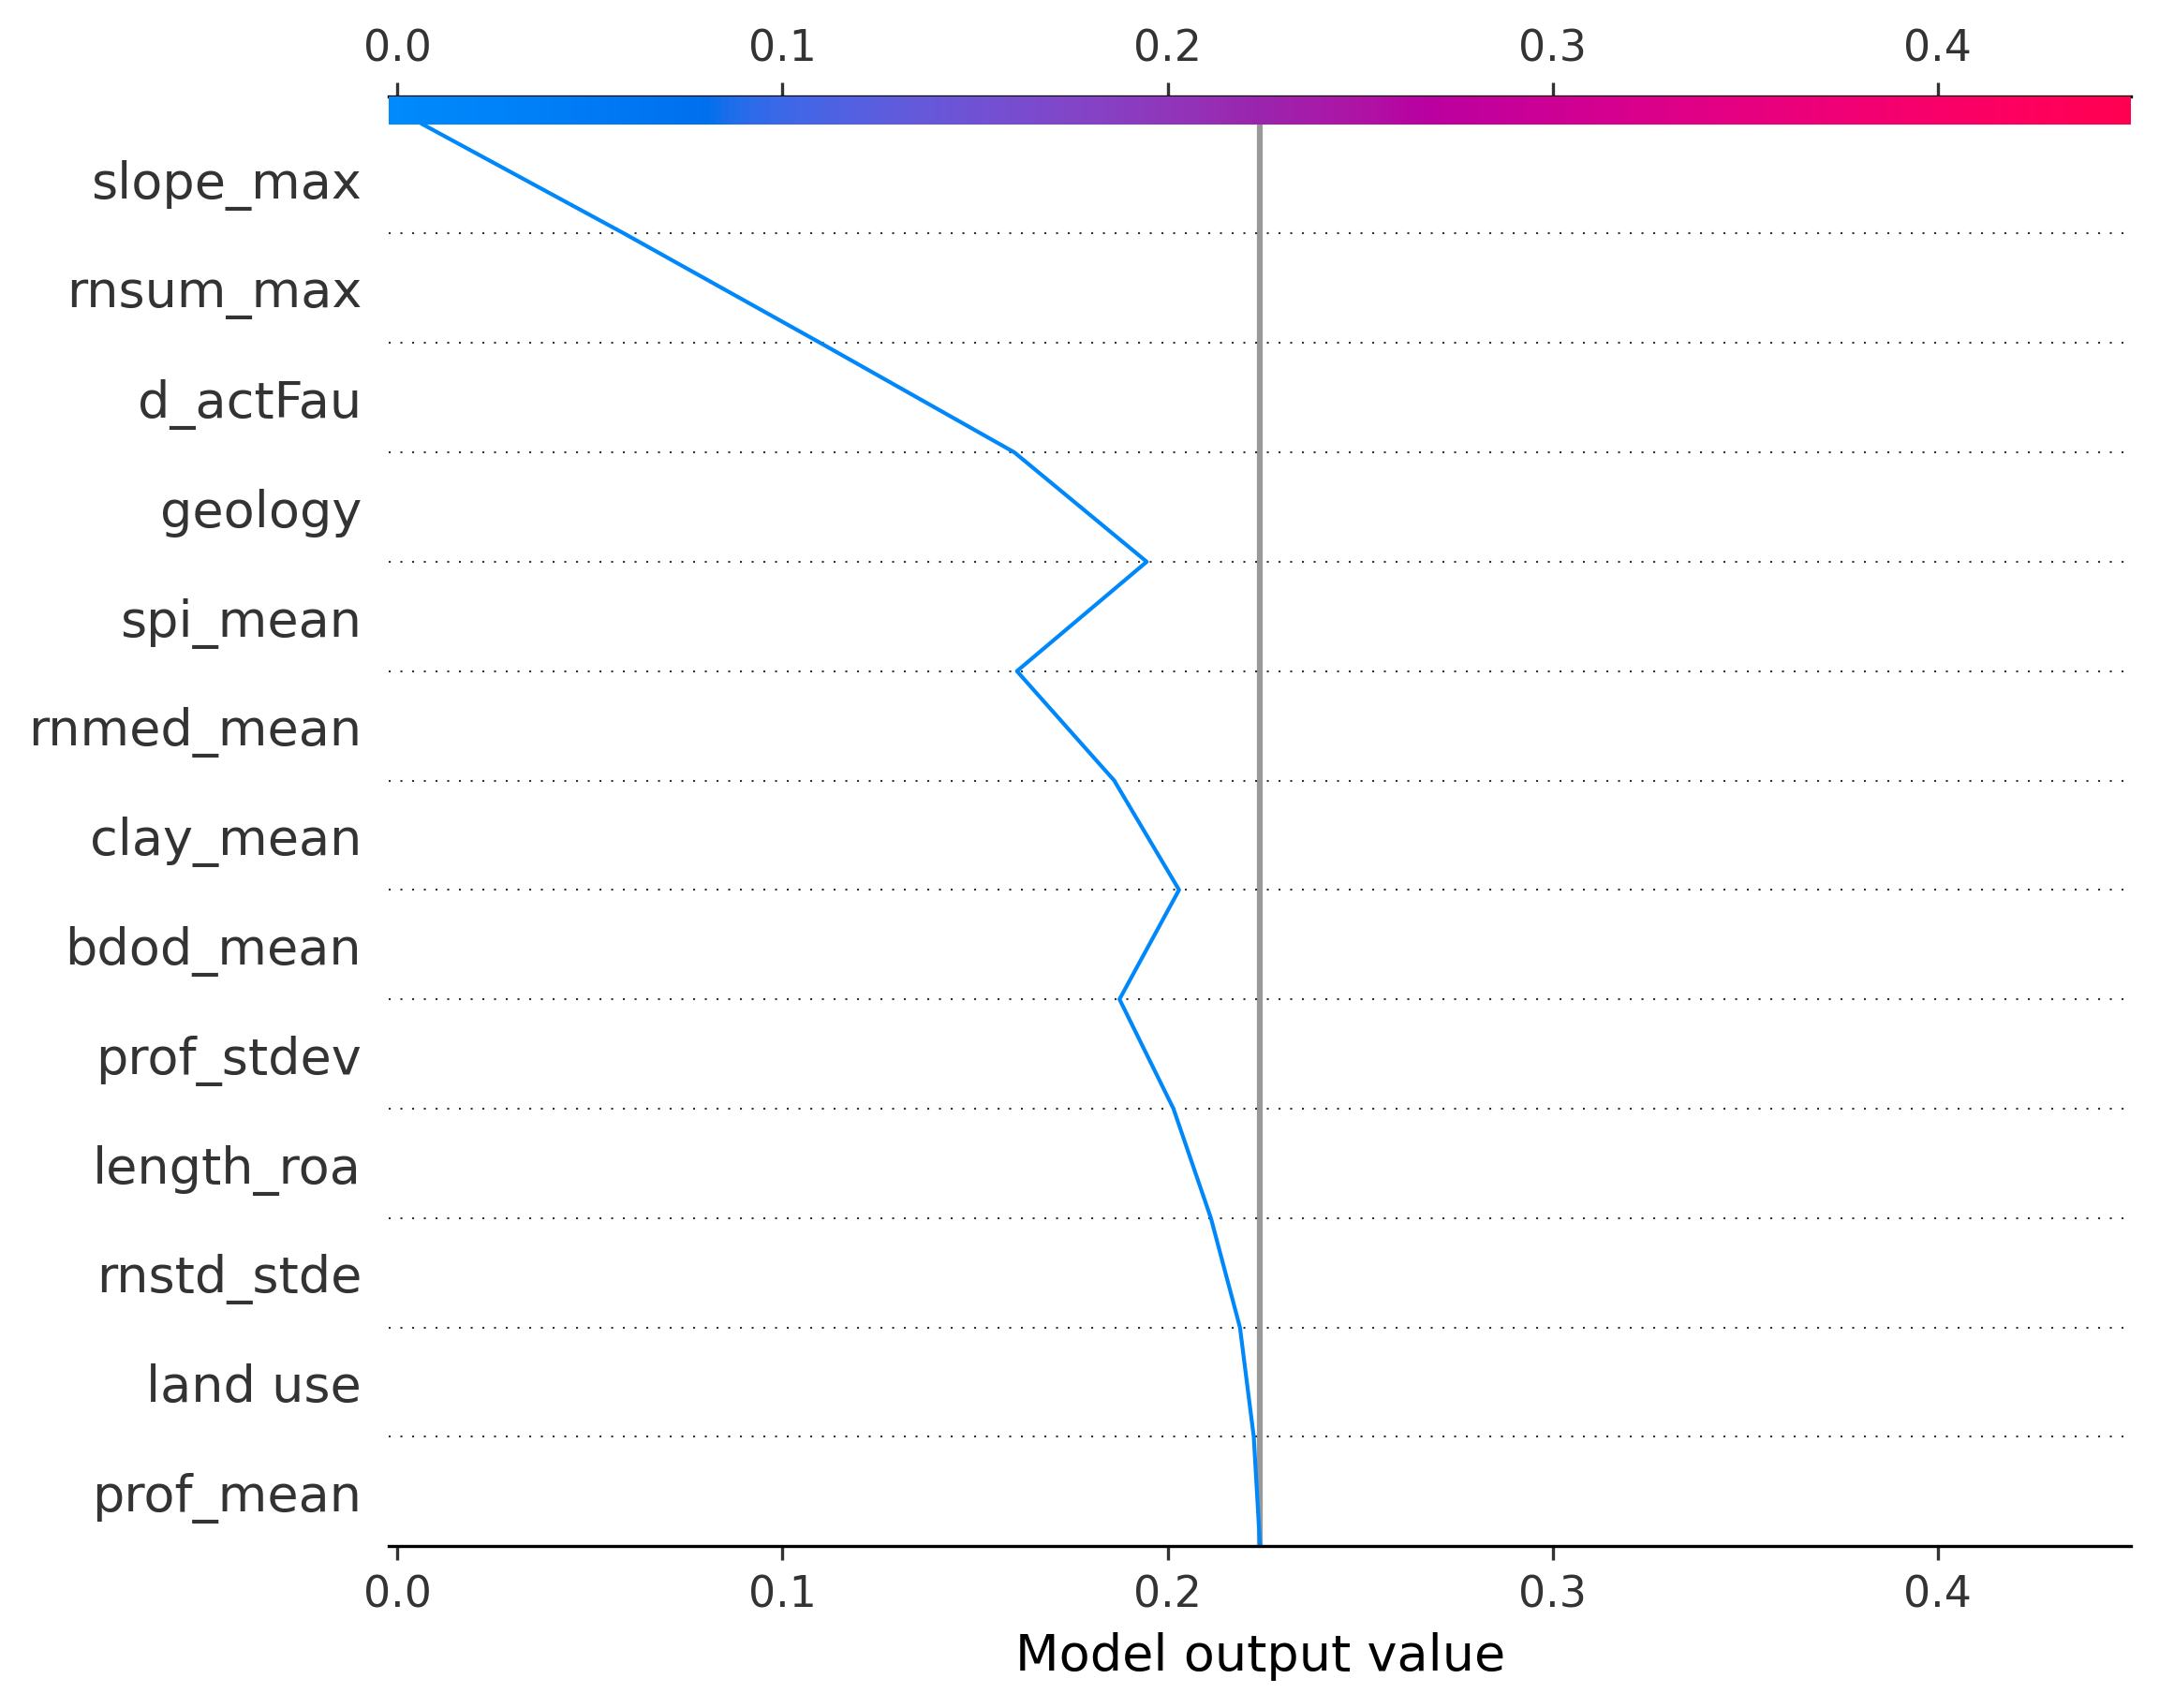 0.0 0.1 0.2 0.3 0.4
slope_max
rnsum_max
d_actFau
geology
spi_mean
rnmed_mean
clay_mean
bdod_mean
prof_stdev
length_roa
rnstd_stde
land use
prof_mean
0.0 0.1 0.2 0.3 0.4
Model output value